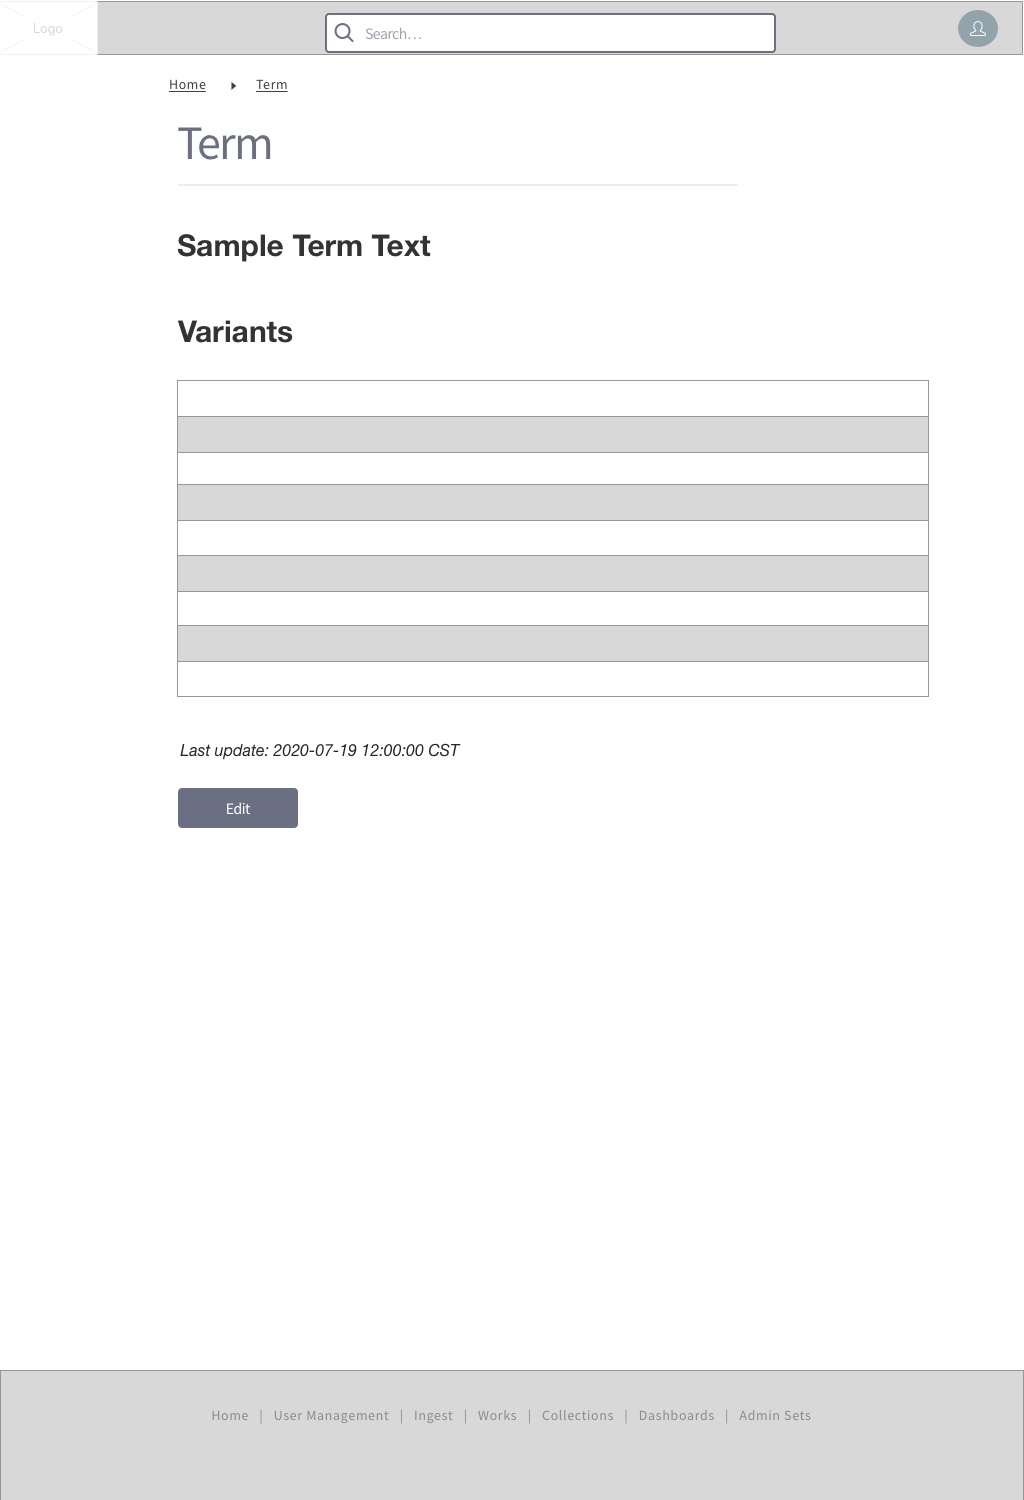 Logo
Search…
Home Term
Term
Sample Term Text
Variants
Last update: 2020-07-19 12:00:00 CST
Edit
Home | User Management | Ingest | Works | Collections | Dashboards | Admin Sets